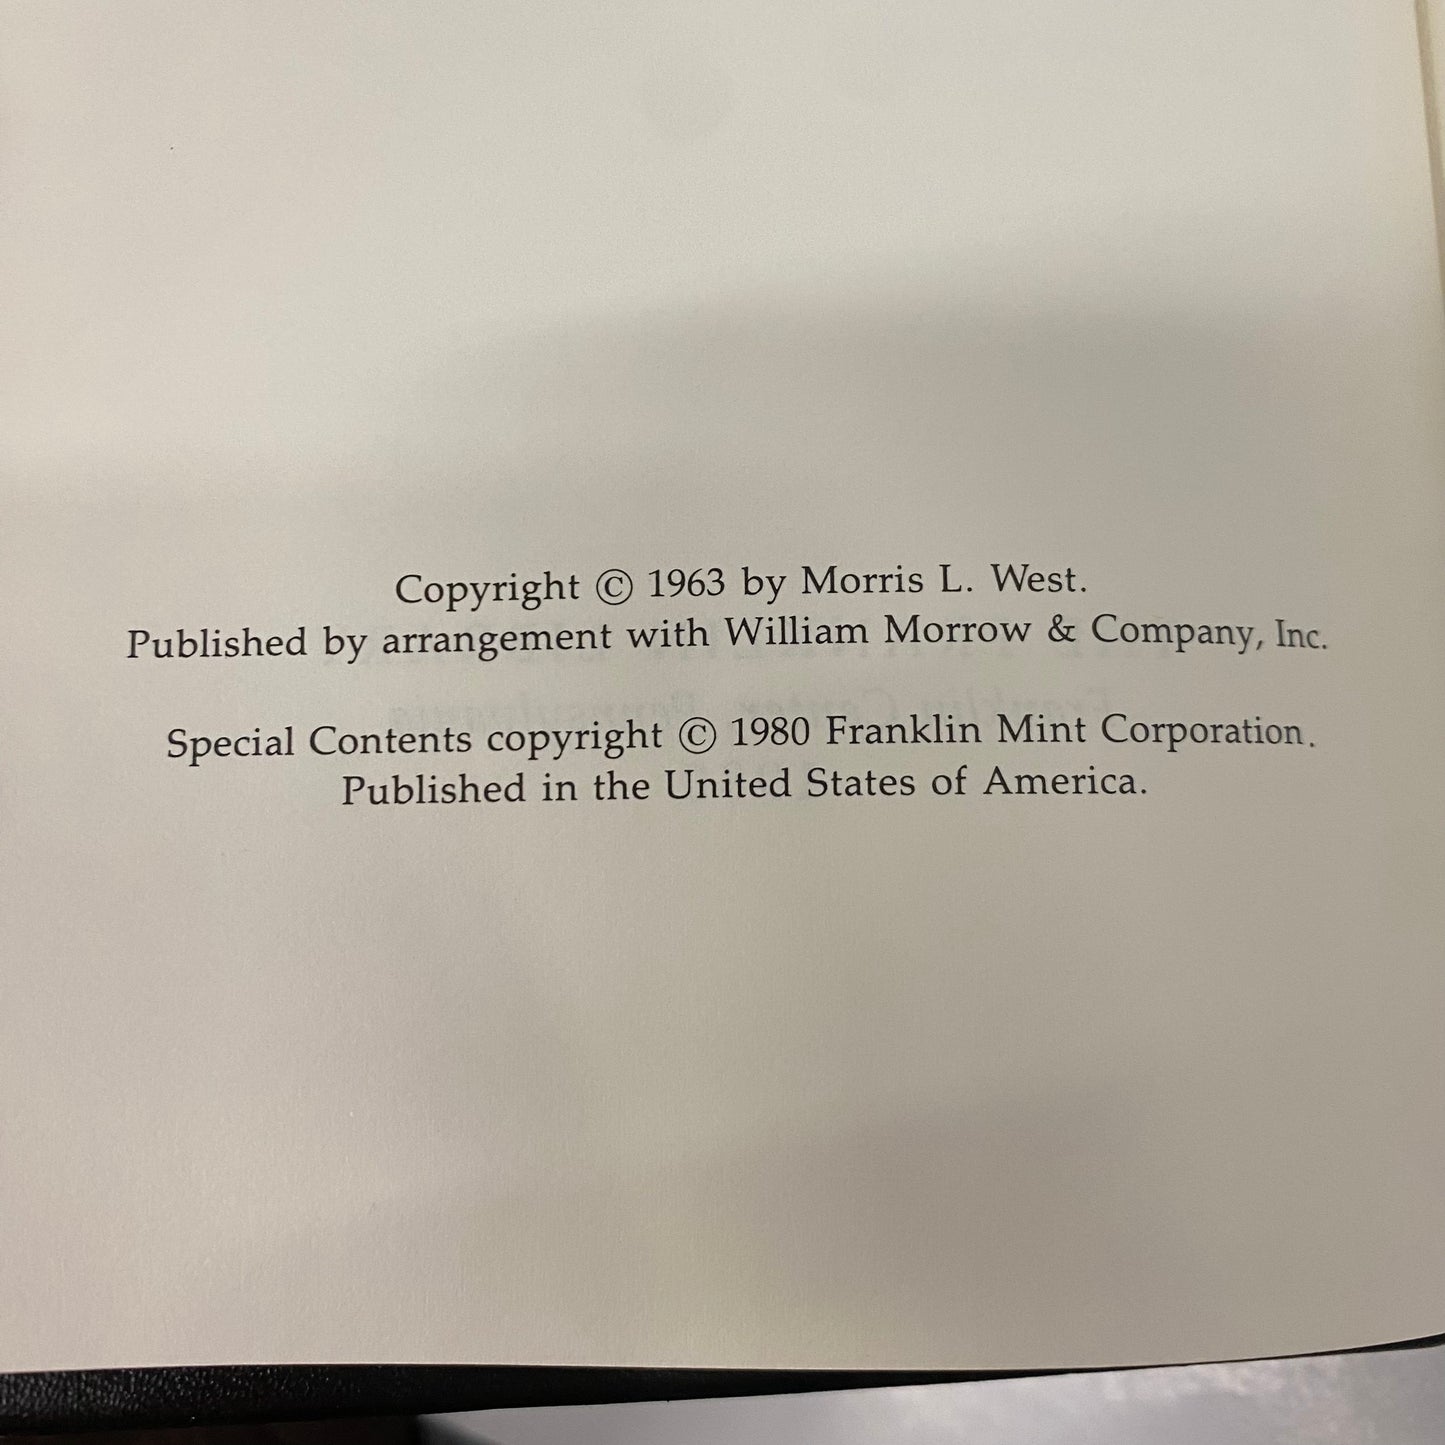 Copyright © 1963 by Morris L. West.
Published by arrangement with William Morrow & Company, Inc.
Special Contents copyright © 1980 Franklin Mint Corporation.
Published in the United States of America.